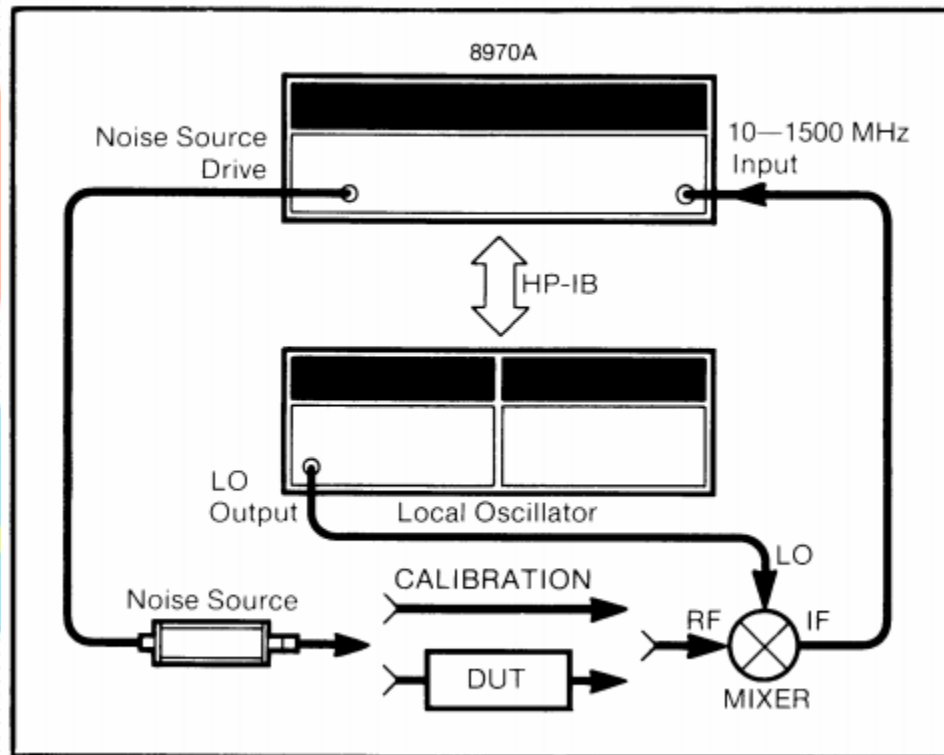 8970A
Noise Source
Drive
10—1500 MHz
Input
HP-IB
LO
Output
Local Oscillator
LO
CALIBRATION
Noise Source
RF
IF
DUT
MIXER